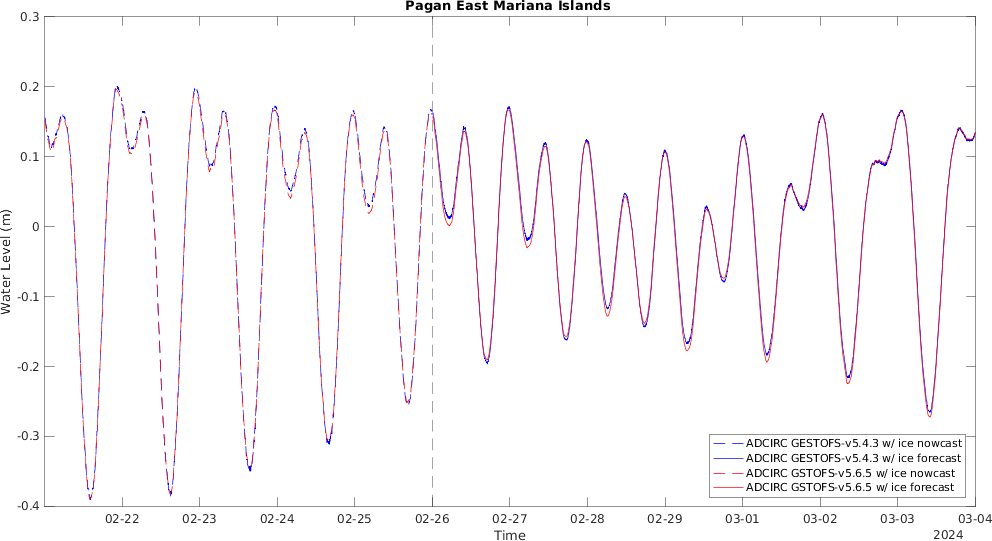 Pagan East Mariana Islands
0.3
0.2
0.1
0
-0.1
-0.2
-0.3
-0.4
Water Level (m)
ADCIRC GESTOFS-v5.4.3 w/ ice nowcast
ADCIRC GESTOFS-v5.4.3 w/ ice forecast
ADCIRC GSTOFS-v5.6.5 w/ ice nowcast
ADCIRC GSTOFS-v5.6.5 w/ ice forecast
02-22 02-23 02-24 02-25 02-26 02-27 02-28 02-29 03-01 03-02 03-03 03-04
Time
2024